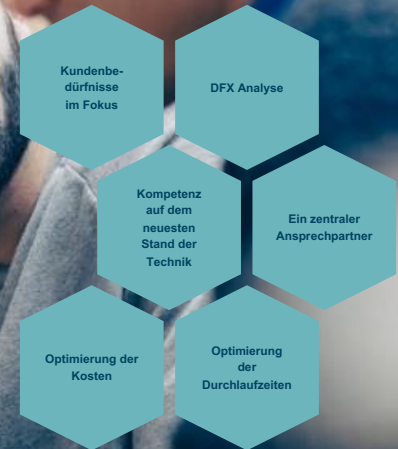 Kundenbe-
dürfnisse
im Fokus
DFX Analyse
Kompetenz
auf dem
neuesten
Stand der
Technik
Ein zentraler
Ansprechpartner
Optimierung der
Kosten
Optimierung
der
Durchlaufzeiten